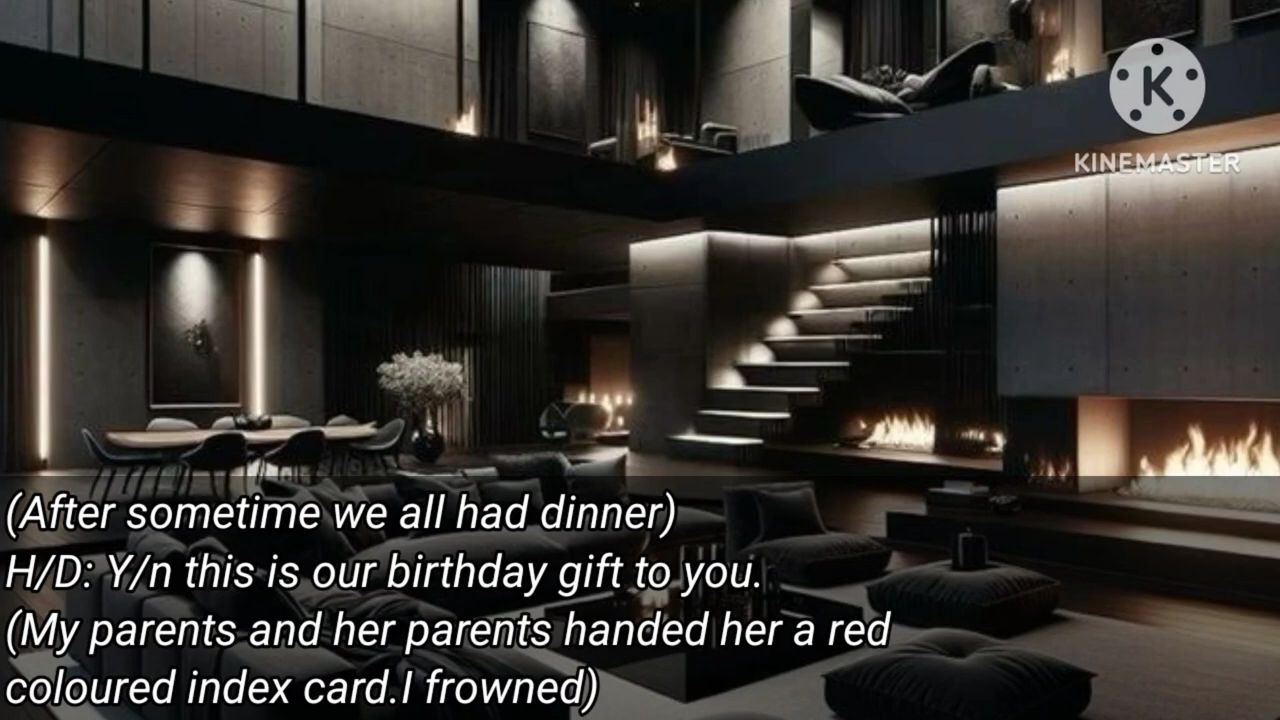 K
KINEMASTER
(After sometime we all had dinner)
H/D: Y/n this is our birthday gift to you.
(My parents and her parents handed her a red
coloured index card.I frowned)